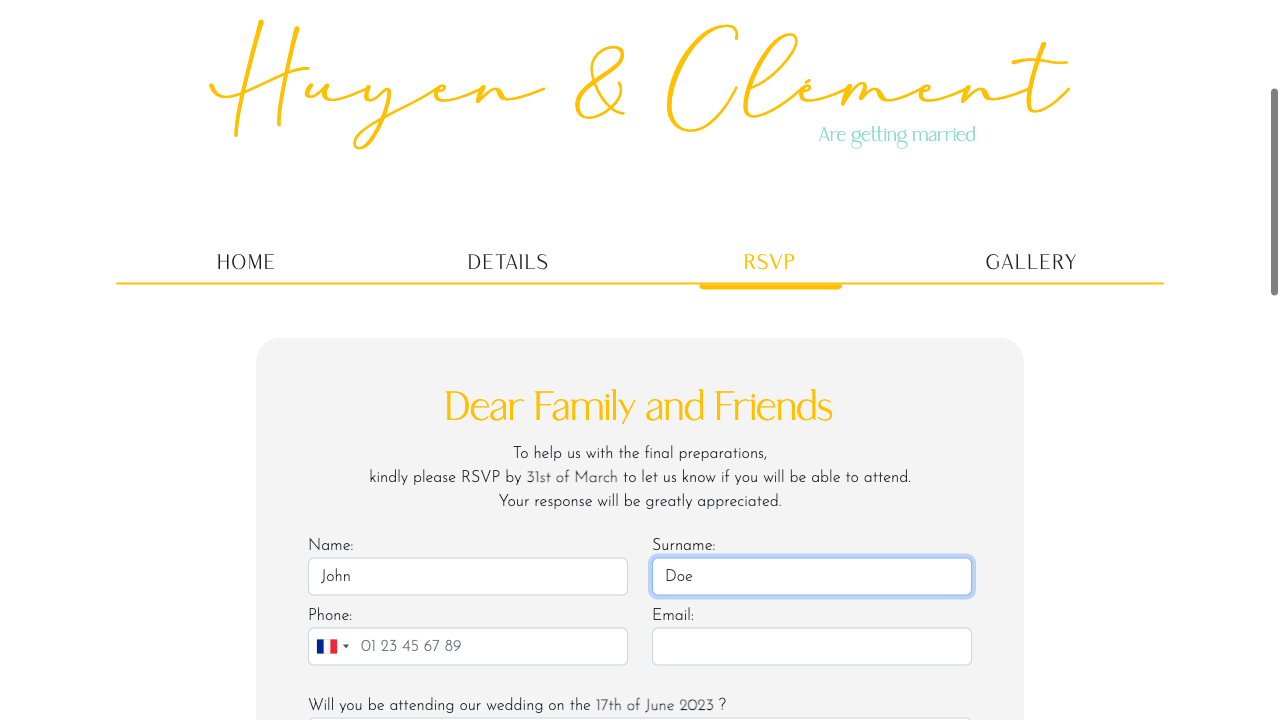 Huyen & Clément
Are getting married
HOME DETAILS RSVP GALLERY
Dear Family and Friends
To help us with the final preparations,
kindly please RSVP by 31st of March to let us know if you will be able to attend.
Your response will be greatly appreciated.
Name: Surname:
John Doe
Phone: Email:
01 23 45 67 89
Will you be attending our wedding on the 17th of June 2023 ?